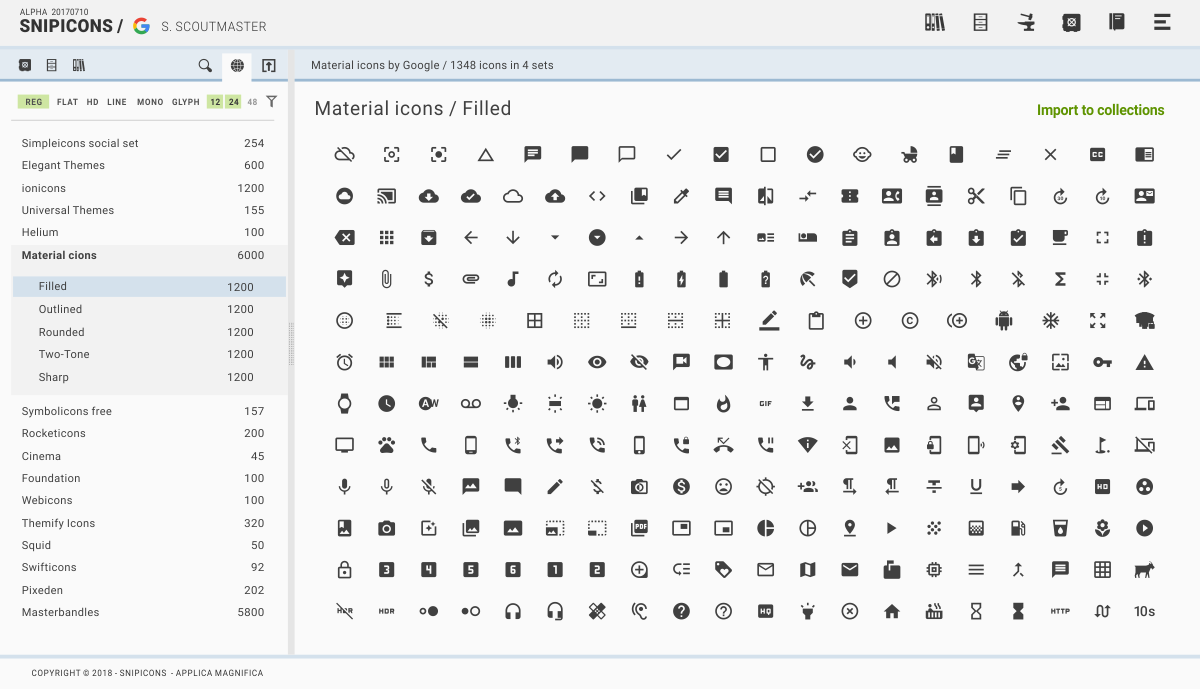 ALPHA 20170710
SNIPICONS / G S. SCOUTMASTER
Material icons by Google / 1348 icons in 4 sets
REG FLAT HD LINE MONO GLYPH 12 24 48
Material icons / Filled
Import to collections
Simpleicons social set 254
Elegant Themes 600
ionicons 1200
Universal Themes 155
Helium 100
Material cions 6000
Filled 1200
Outlined 1200
Rounded 1200
Two-Tone 1200
Sharp 1200
Symbolicons free 157
Rocketicons 200
Cinema 45
Foundation 100
Webicons 100
Themify Icons 320
Squid 50
Swifticons 92
Pixeden 202
Masterbandles 5800
CC
AW
GIF
HD
PDF
3 4 5 6 1 2
HDR HDR HQ HTTP 10s
COPYRIGHT © 2018 - SNIPICONS - APPLICA MAGNIFICA